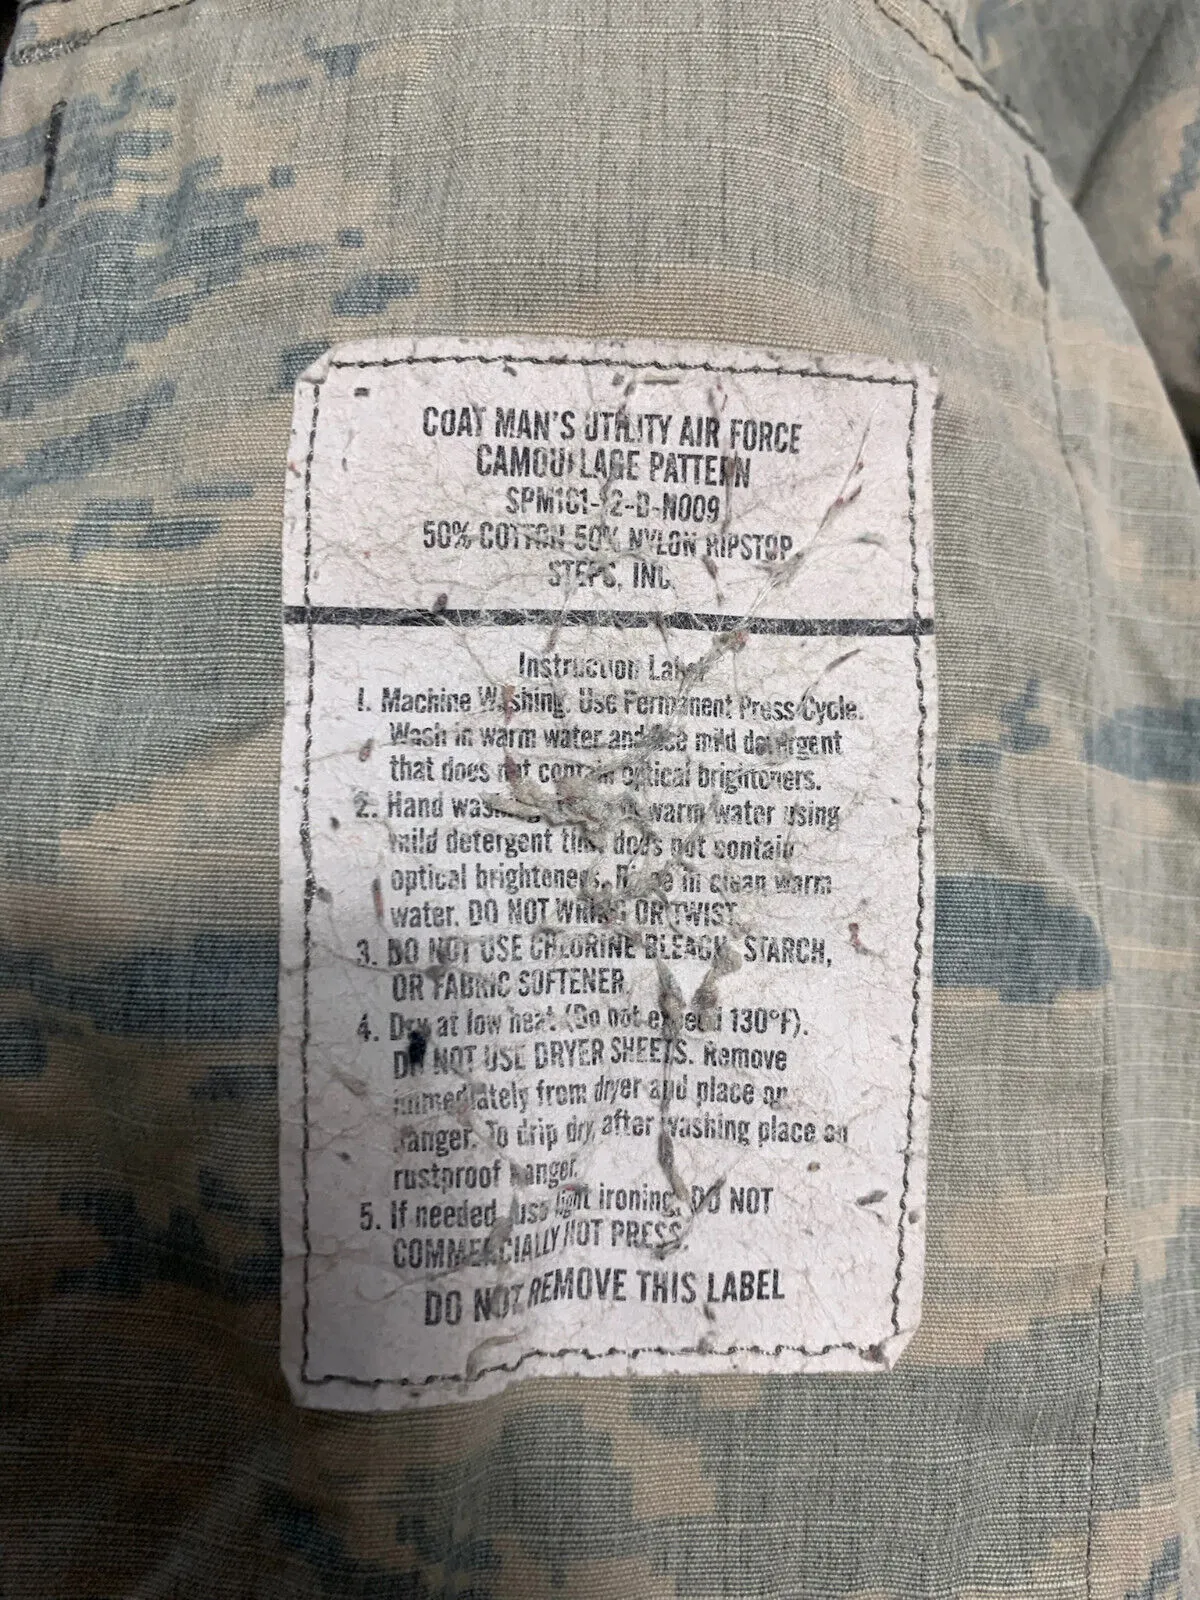 COAT MAN'S UTILITY AIR FORCE
CAMOUFLAGE PATTERN
SPM1C1-12-D-N009
50% COTTON 50% NYLON RIPSTOP
STEPS, INC.
Instruction Label
1. Machine Washing. Use Permanent Press Cycle.
Wash in warm water and use mild detergent
that does not contain optical brighteners.
2. Hand washing warm water using
mild detergent that does not contain
optical brighteners. Rinse in clean warm
water. DO NOT WRING OR TWIST.
3. DO NOT USE CHLORINE BLEACH, STARCH,
OR FABRIC SOFTENER.
4. Dry at low heat (Do not exceed 130°F).
DO NOT USE DRYER SHEETS. Remove
immediately from dryer and place on
hanger. To drip dry, after washing place on
rustproof hanger.
5. If needed use light ironing. DO NOT
COMMERCIALLY HOT PRESS.
DO NOT REMOVE THIS LABEL